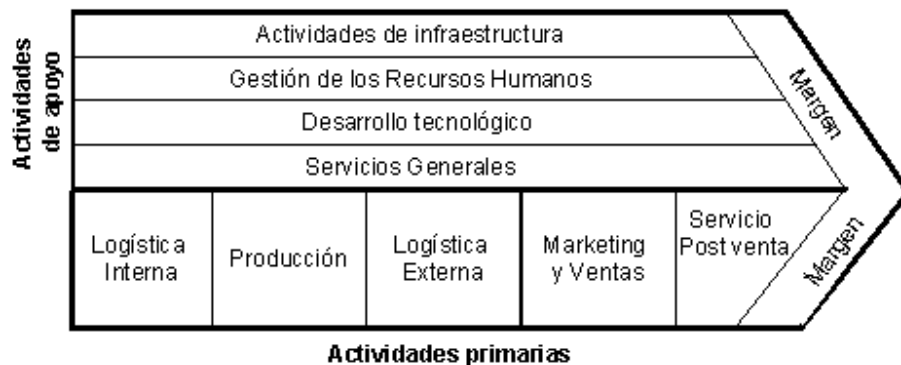 Actividades
de apoyo
Actividades de infraestructura
Gestión de los Recursos Humanos
Desarrollo tecnológico
Servicios Generales
Margen
Logística
Interna
Producción
Logística
Externa
Marketing
y Ventas
Servicio
Post venta
Margen
Actividades primarias